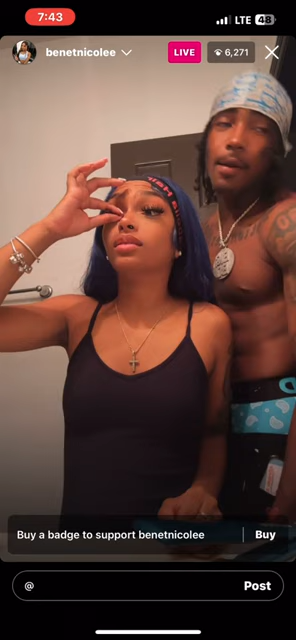 7:43
LTE 48
benetnicolee
LIVE
6,271
Buy a badge to support benetnicolee
Buy
@
Post